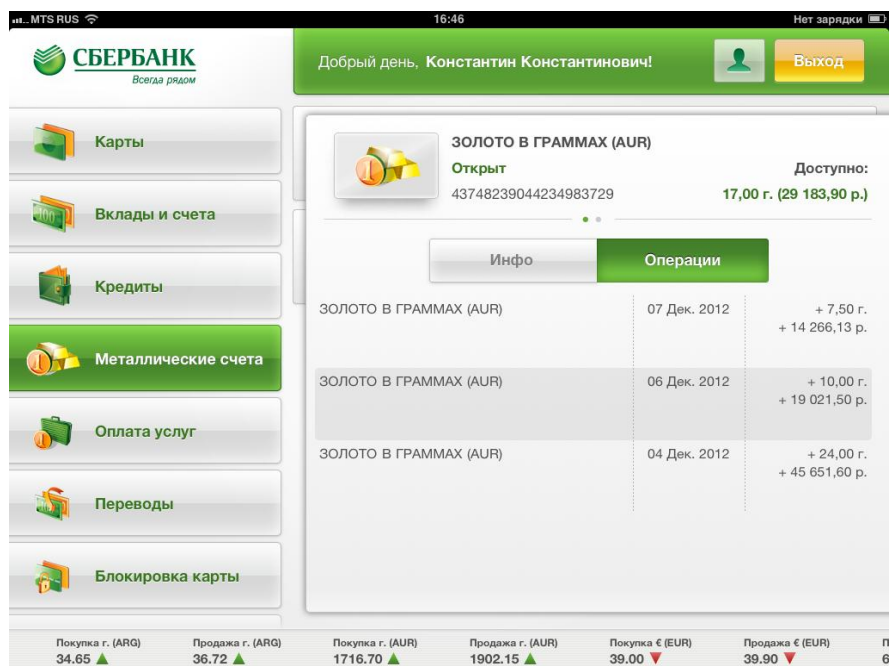 MTS RUS
16:46
Нет зарядки
СБЕРБАНК
Всегда рядом
Добрый день, Константин Константинович!
Выход
Карты
Вклады и счета
Кредиты
Металлические счета
Оплата услуг
Переводы
Блокировка карты
ЗОЛОТО В ГРАММАХ (AUR)
Открыт
Доступно:
43748239044234983729
17,00 г. (29 183,90 р.)
Инфо
Операции
ЗОЛОТО В ГРАММАХ (AUR)
07 Дек. 2012
+ 7,50 г.
+ 14 266,13 р.
ЗОЛОТО В ГРАММАХ (AUR)
06 Дек. 2012
+ 10,00 г.
+ 19 021,50 р.
ЗОЛОТО В ГРАММАХ (AUR)
04 Дек. 2012
+ 24,00 г.
+ 45 651,60 р.
Покупка г. (ARG)
34.65
Продажа г. (ARG)
36.72
Покупка г. (AUR)
1716.70
Продажа г. (AUR)
1902.15
Покупка € (EUR)
39.00
Продажа € (EUR)
39.90